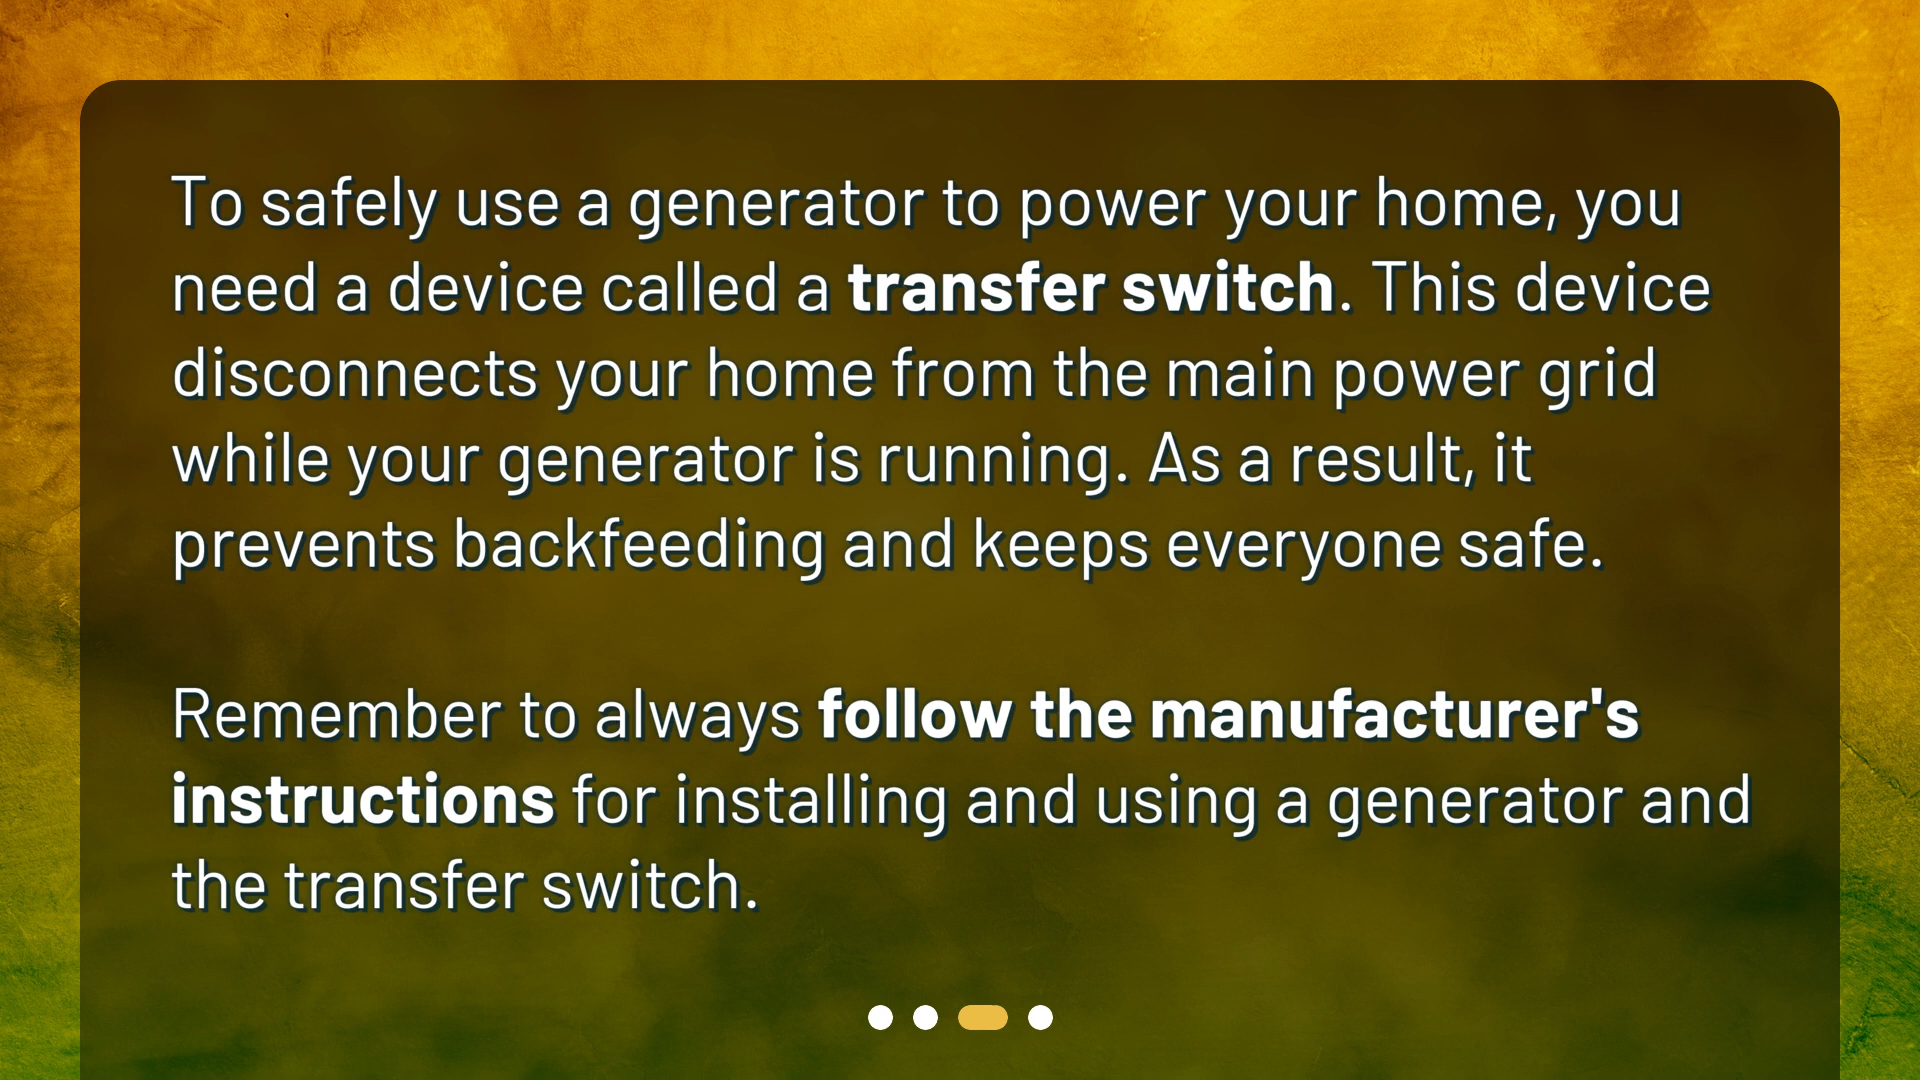 To safely use a generator to power your home, you
need a device called a transfer switch. This device
disconnects your home from the main power grid
while your generator is running. As a result, it
prevents backfeeding and keeps everyone safe.
Remember to always follow the manufacturer's
instructions for installing and using a generator and
the transfer switch.